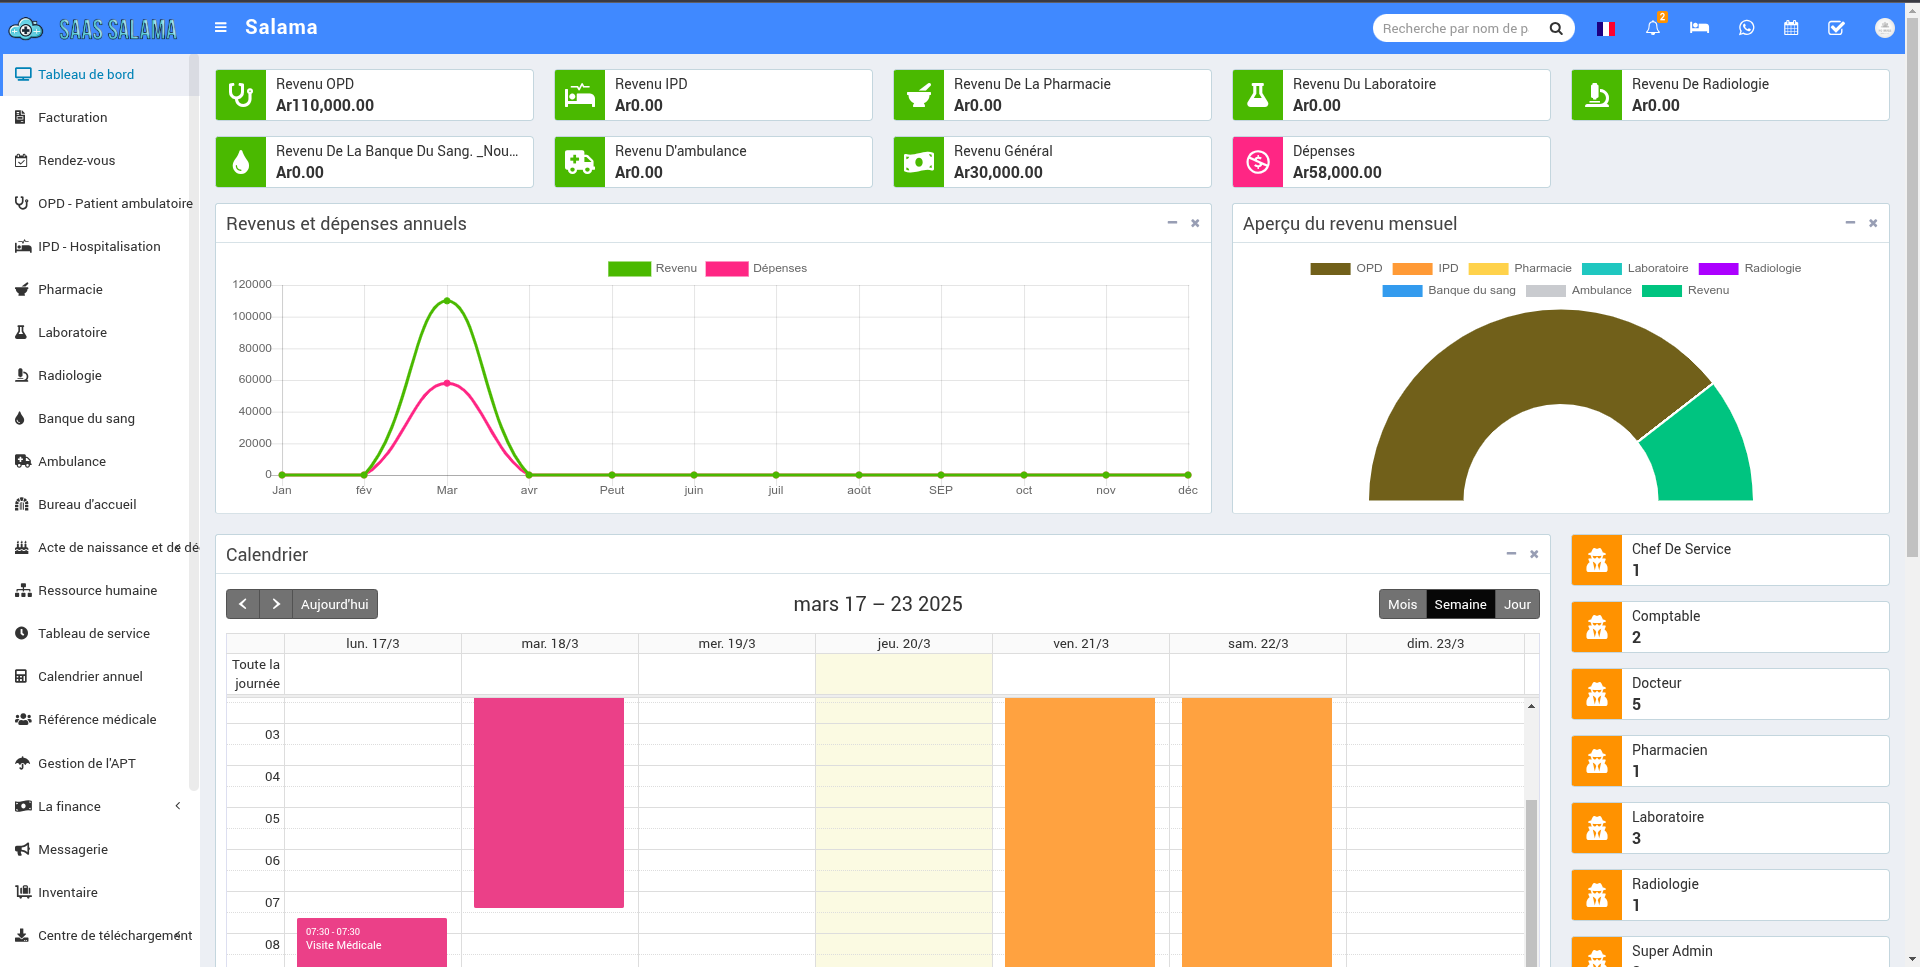 SAAS SALAMA
Salama
Recherche par nom de p
2
Tableau de bord
Facturation
Rendez-vous
OPD - Patient ambulatoire
IPD - Hospitalisation
Pharmacie
Laboratoire
Radiologie
Banque du sang
Ambulance
Bureau d'accueil
Acte de naissance et de dé
Ressource humaine
Tableau de service
Calendrier annuel
Référence médicale
Gestion de l'APT
La finance
Messagerie
Inventaire
Centre de téléchargement
Revenu OPD
Ar110,000.00
Revenu IPD
Ar0.00
Revenu De La Pharmacie
Ar0.00
Revenu Du Laboratoire
Ar0.00
Revenu De Radiologie
Ar0.00
Revenu De La Banque Du Sang. _Nou...
Ar0.00
Revenu D'ambulance
Ar0.00
Revenu Général
Ar30,000.00
Dépenses
Ar58,000.00
Revenus et dépenses annuels
Revenu Dépenses
120000
100000
80000
60000
40000
20000
0
Jan fév Mar avr Peut juin juil août SEP oct nov déc
Aperçu du revenu mensuel
OPD IPD Pharmacie Laboratoire Radiologie
Banque du sang Ambulance Revenu
Calendrier
Aujourd'hui
mars 17 – 23 2025
Mois Semaine Jour
lun. 17/3 mar. 18/3 mer. 19/3 jeu. 20/3 ven. 21/3 sam. 22/3 dim. 23/3
Toute la
journée
03
04
05
06
07
08
07:30 - 07:30
Visite Médicale
Chef De Service
1
Comptable
2
Docteur
5
Pharmacien
1
Laboratoire
3
Radiologie
1
Super Admin